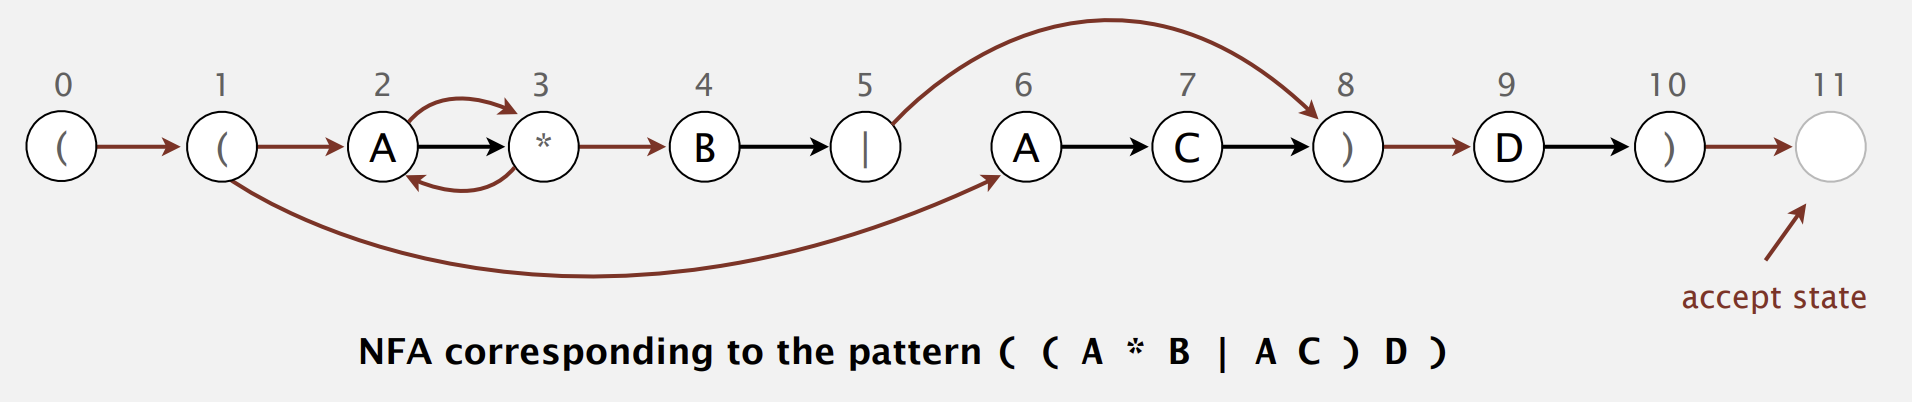 0 1 2 3 4 5 6 7 8 9 10 11
( ( A * B | A C ) D )
accept state
NFA corresponding to the pattern ( ( A * B | A C ) D )